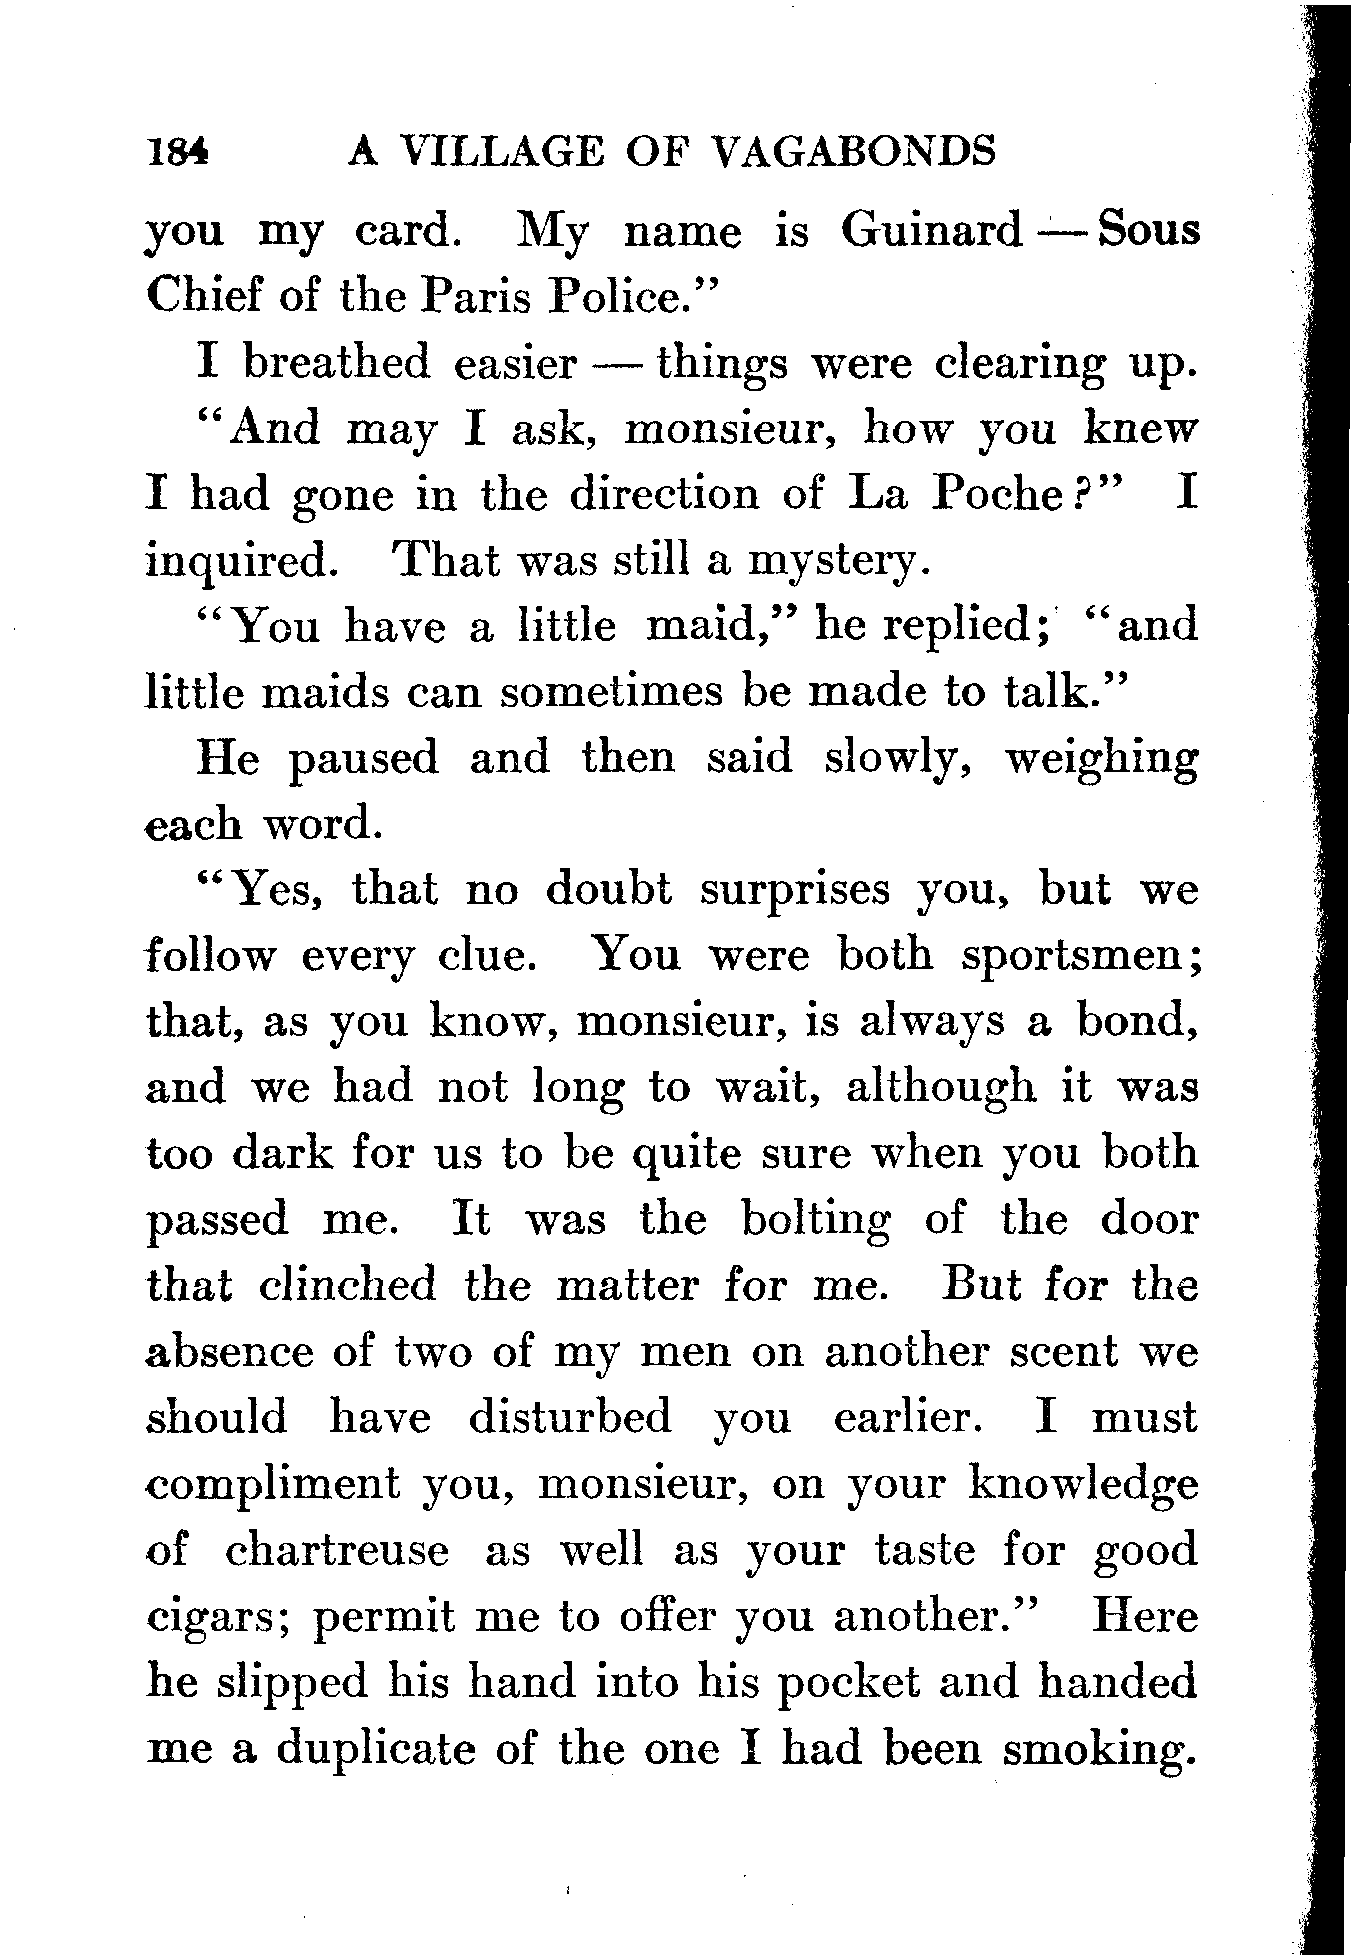 184 A VILLAGE OF VAGABONDS
you my card. My name is Guinard — Sous
Chief of the Paris Police."
I breathed easier — things were clearing up.
"And may I ask, monsieur, how you knew
I had gone in the direction of La Poche?" I
inquired. That was still a mystery.
"You have a little maid," he replied; "and
little maids can sometimes be made to talk."
He paused and then said slowly, weighing
each word.
"Yes, that no doubt surprises you, but we
follow every clue. You were both sportsmen;
that, as you know, monsieur, is always a bond,
and we had not long to wait, although it was
too dark for us to be quite sure when you both
passed me. It was the bolting of the door
that clinched the matter for me. But for the
absence of two of my men on another scent we
should have disturbed you earlier. I must
compliment you, monsieur, on your knowledge
of chartreuse as well as your taste for good
cigars; permit me to offer you another." Here
he slipped his hand into his pocket and handed
me a duplicate of the one I had been smoking.